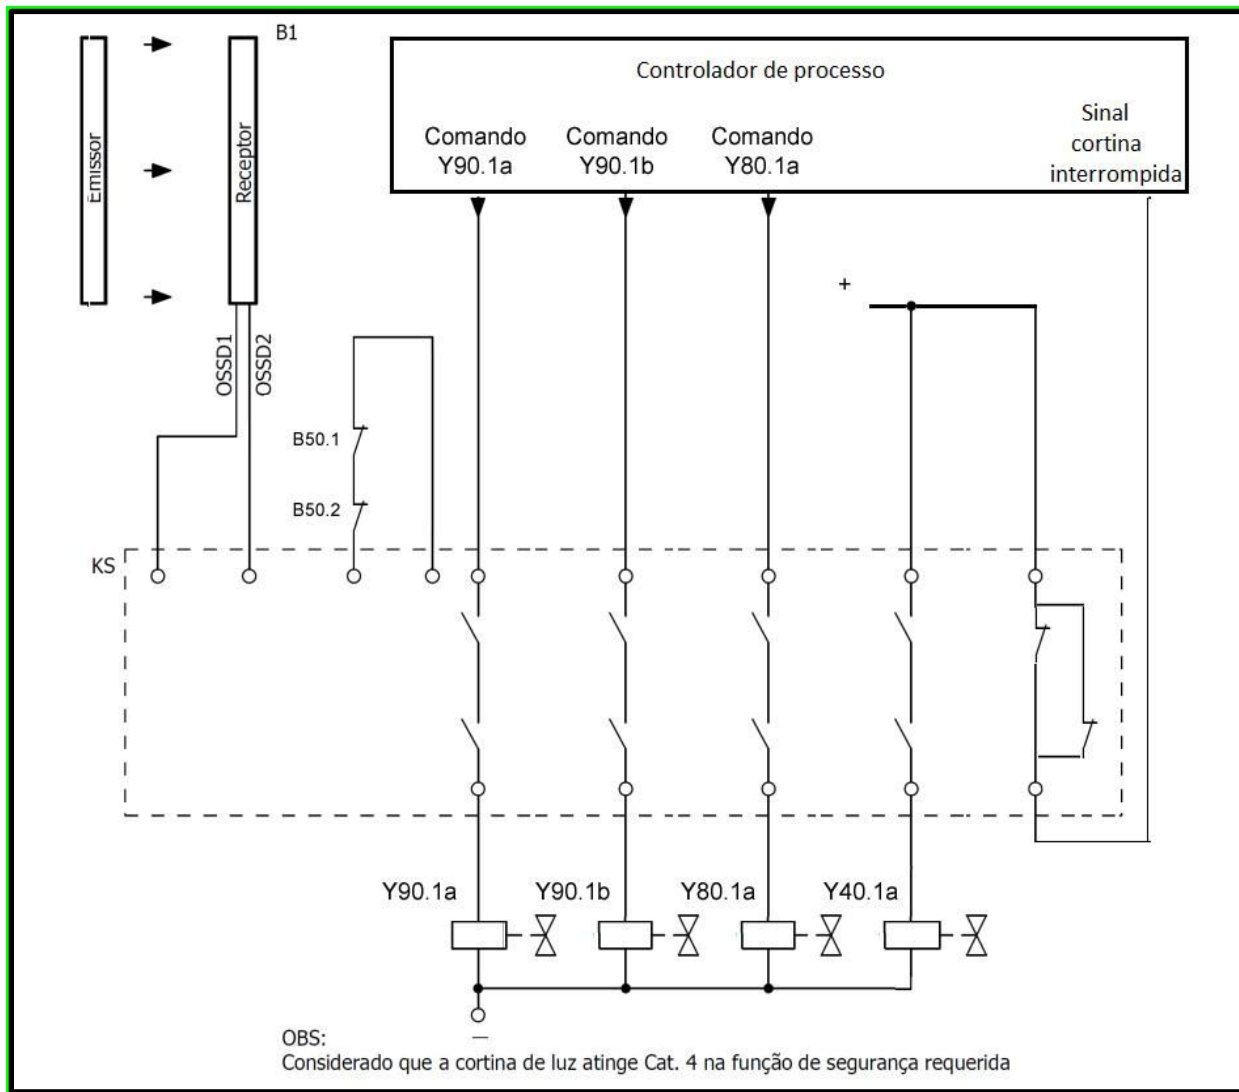 B1
Emissor
Receptor
Controlador de processo
Comando
Y90.1a
Comando
Y90.1b
Comando
Y80.1a
Sinal
cortina
interrompida
+
OSSD1
OSSD2
B50.1
B50.2
KS
Y90.1a
Y90.1b
Y80.1a
Y40.1a
—
OBS:
Considerado que a cortina de luz atinge Cat. 4 na função de segurança requerida